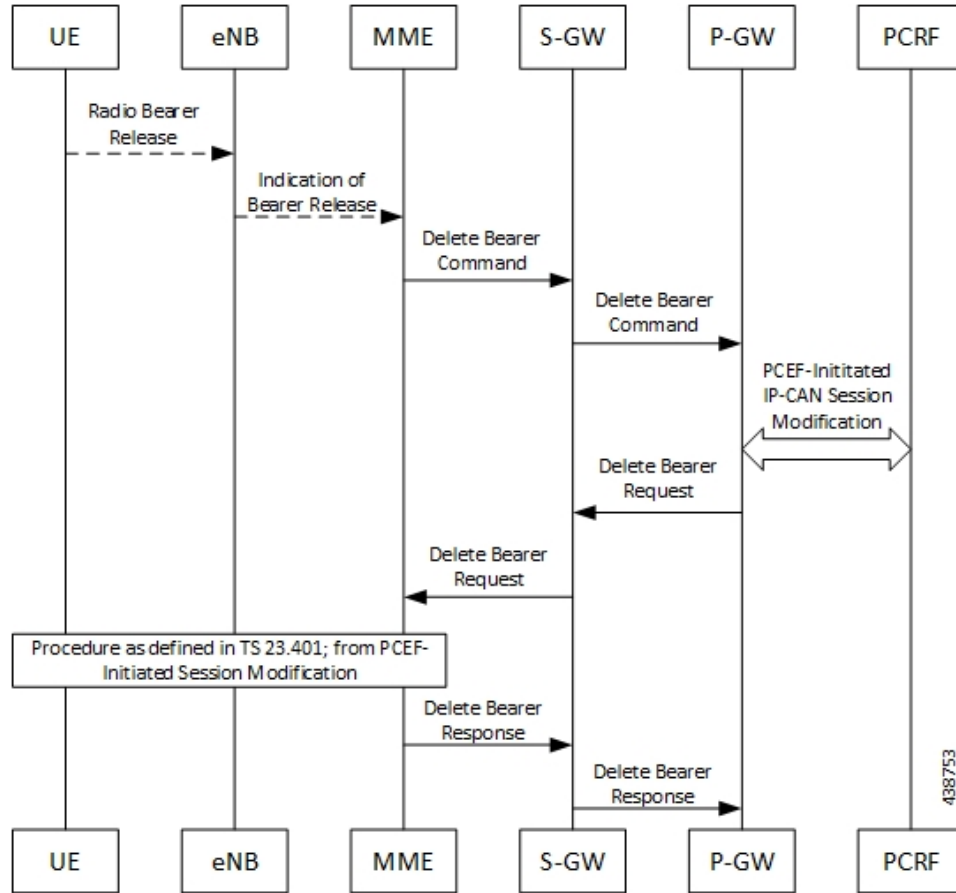 UE
eNB
MME
S-GW
P-GW
PCRF
Radio Bearer
Release
Indication of
Bearer Release
Delete Bearer
Command
Delete Bearer
Command
PCEF-Inititated
IP-CAN Session
Modification
Delete Bearer
Request
Delete Bearer
Request
Procedure as defined in TS 23.401; from PCEF-
Initiated Session Modification
Delete Bearer
Response
Delete Bearer
Response
438753
UE
eNB
MME
S-GW
P-GW
PCRF